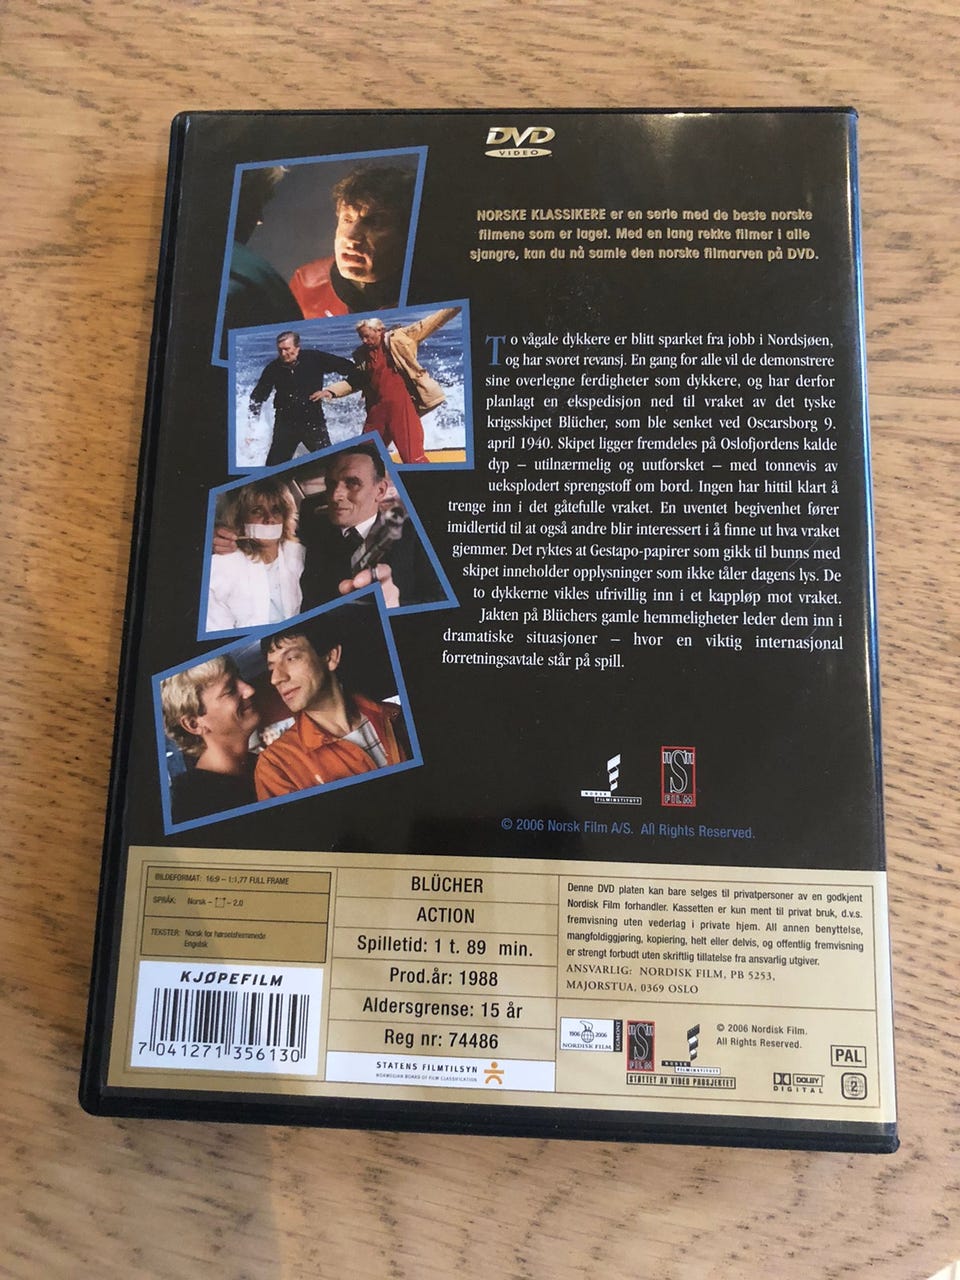 DVD
VIDEO
NORSKE KLASSIKERE er en serie med de beste norske
filmene som er laget. Med en lang rekke filmer i alle
sjangre, kan du nå samle den norske filmarven på DVD.
To vågale dykkere er blitt sparket fra jobb i Nordsjøen,
og har svoret revansj. En gang for alle vil de demonstrere
sine overlegne ferdigheter som dykkere, og har derfor
planlagt en ekspedisjon ned til vraket av det tyske
krigsskipet Blücher, som ble senket ved Oscarsborg 9.
april 1940. Skipet ligger fremdeles på Oslofjordens kalde
dyp – utilnærmelig og uutforsket – med tonnevis av
ueksplodert sprengstoff om bord. Ingen har hittil klart å
trenge inn i det gåtefulle vraket. En uventet begivenhet fører
imidlertid til at også andre blir interessert i å finne ut hva vraket
gjemmer. Det ryktes at Gestapo-papirer som gikk til bunns med
skipet inneholder opplysninger som ikke tåler dagens lys. De
to dykkerne vikles ufrivillig inn i et kappløp mot vraket.
Jakten på Blüchers gamle hemmeligheter leder dem inn i
dramatiske situasjoner – hvor en viktig internasjonal
forretningsavtale står på spill.
NORSK
FILMINSTITUTT
"S"
FILM
© 2006 Norsk Film A/S. All Rights Reserved.
BILDEFORMAT: 16:9 – 1:1,77 FULL FRAME
SPRÅK: Norsk – – 2.0
TEKSTER: Norsk for hørselshemmede
Engelsk
KJØPEFILM
7 041271 356130
BLÜCHER
ACTION
Spilletid: 1 t. 89 min.
Prod.år: 1988
Aldersgrense: 15 år
Reg nr: 74486
STATENS FILMTILSYN
NORWEGIAN BOARD OF FILM CLASSIFICATION
Denne DVD platen kan bare selges til privatpersoner av en godkjent
Nordisk Film forhandler. Kassetten er kun ment til privat bruk, d.v.s.
fremvisning uten vederlag i private hjem. All annen benyttelse,
mangfoldiggjøring, kopiering, helt eller delvis, og offentlig fremvisning
er strengt forbudt uten skriftlig tillatelse fra ansvarlig utgiver.
ANSVARLIG: NORDISK FILM, PB 5253,
MAJORSTUA, 0369 OSLO
1906 2006
NORDISK FILM
EGMONT
"S"
FILM
NORSK
FILMINSTITUTT
STØTTET AV VIDEO PROSJEKTET
© 2006 Nordisk Film.
All Rights Reserved.
PAL
DOLBY
DIGITAL
2